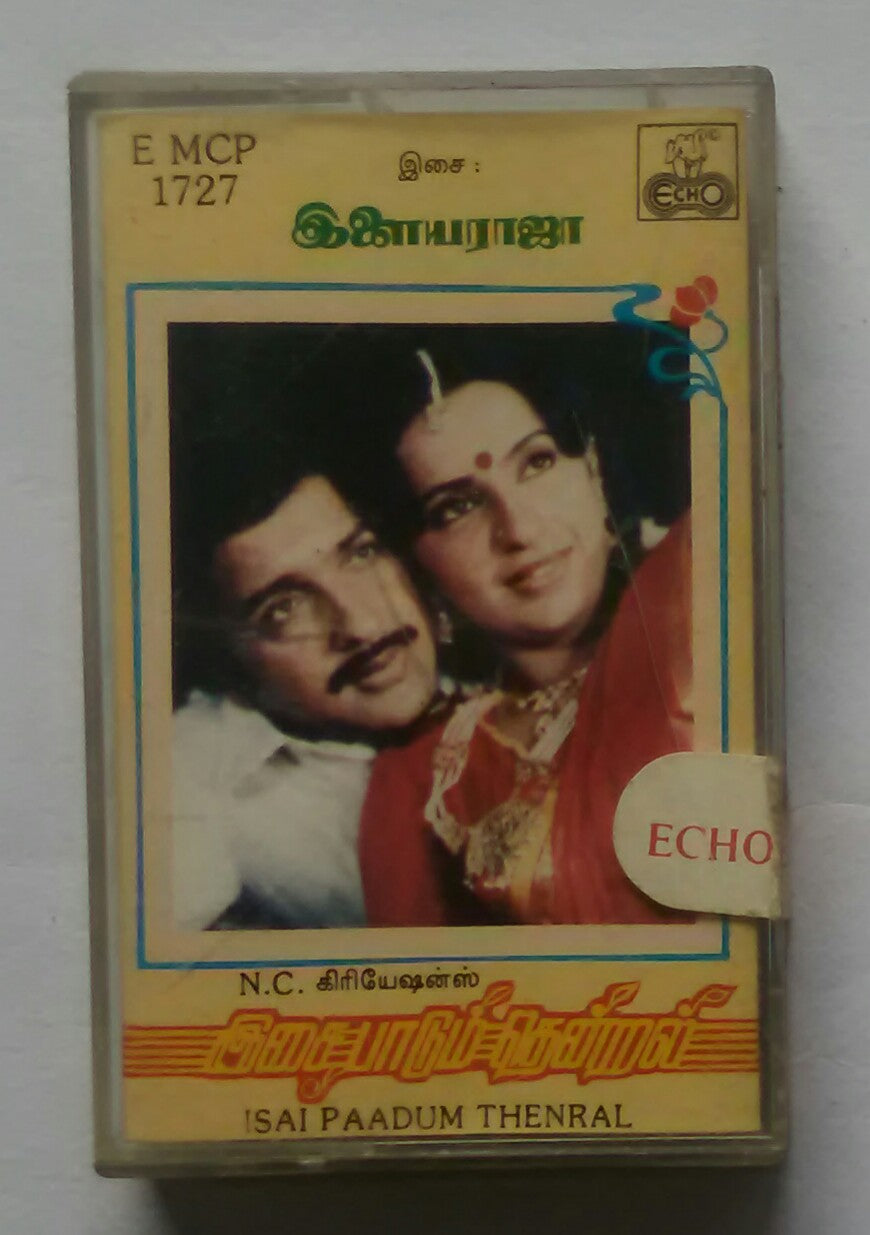 E MCP
1727
இசை :
இளையராஜா
ECHO
ECHO
N.C. கிரியேஷன்ஸ்
இசை பாடும் தென்றல்
ISAI PAADUM THENRAL